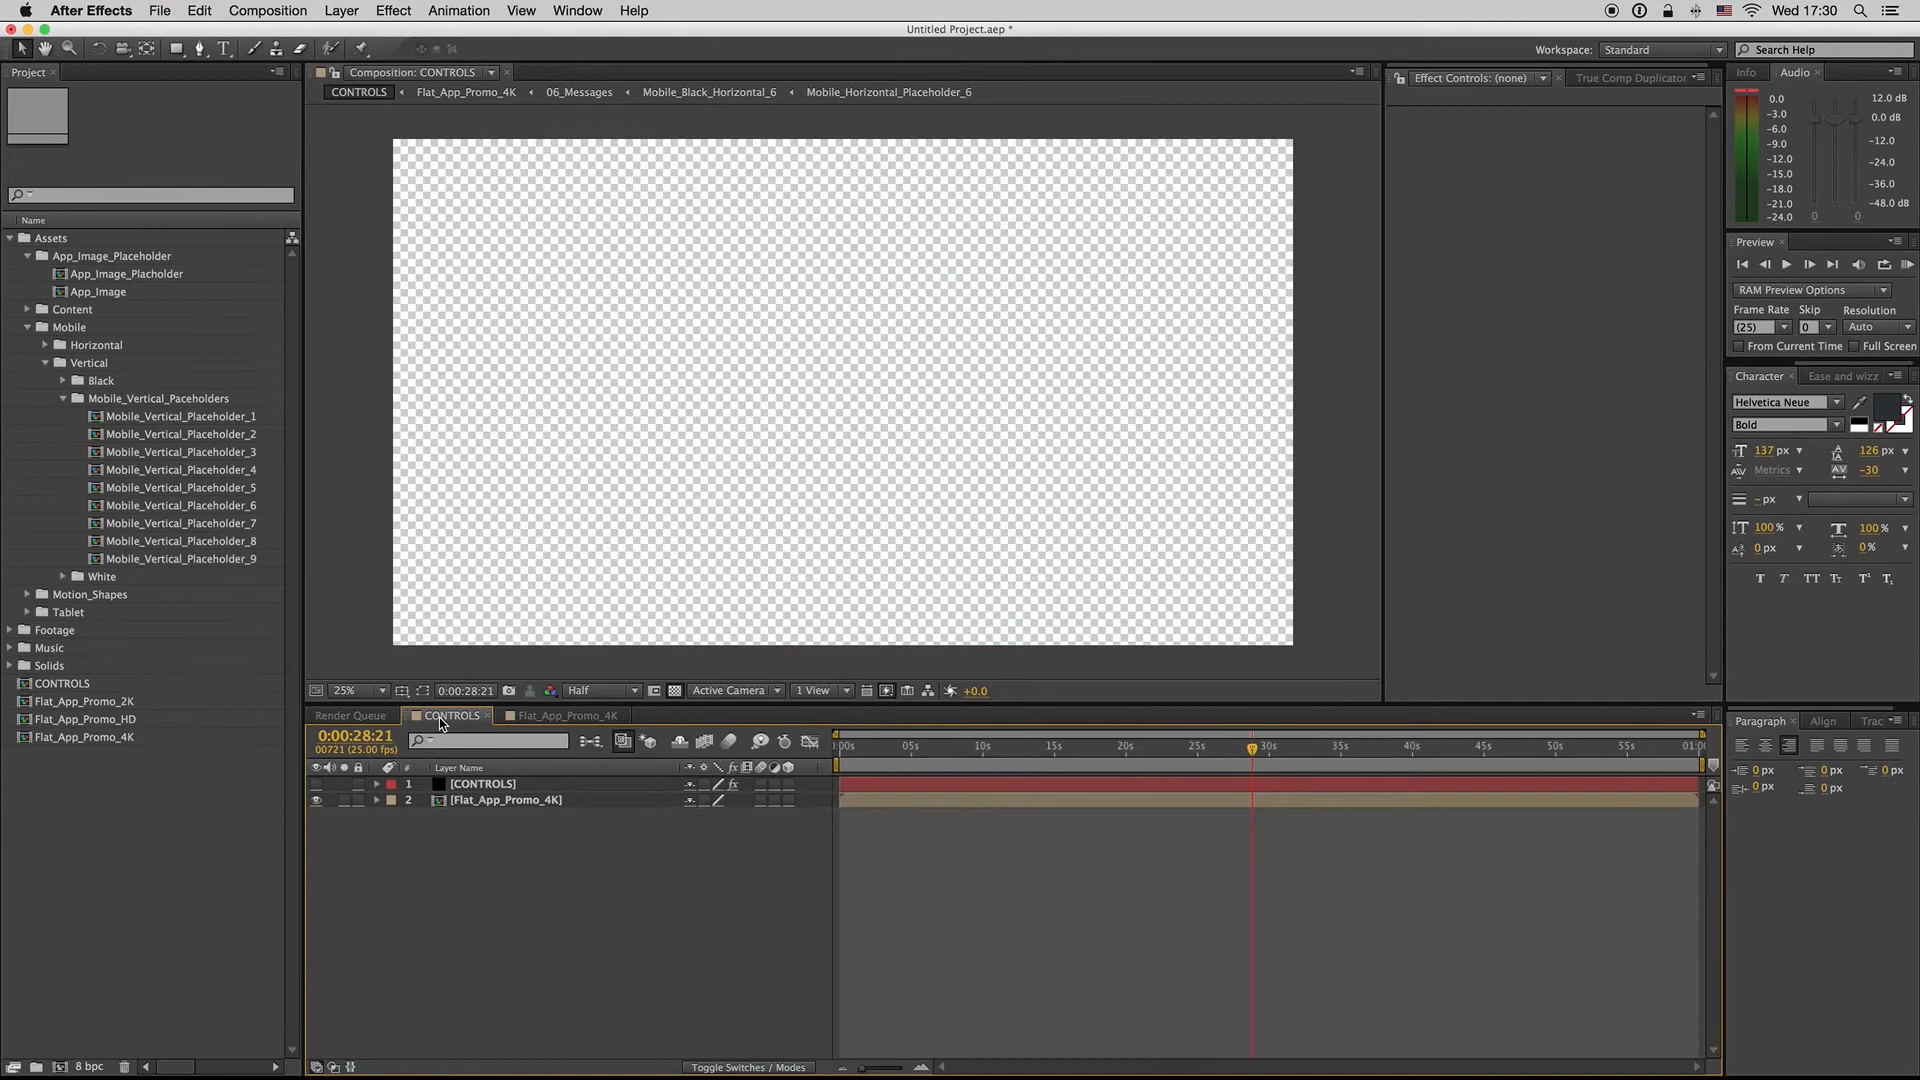 After Effects File Edit Composition Layer Effect Animation View Window Help Wed 17:30
Untitled Project.aep *
Workspace: Standard Search Help
Project
Composition: CONTROLS
Effect Controls: (none) True Comp Duplicator
Info Audio
CONTROLS Flat_App_Promo_4K 06_Messages Mobile_Black_Horizontal_6 Mobile_Horizontal_Placeholder_6
0.0
-3.0
-6.0
-9.0
-12.0
-15.0
-18.0
-21.0
-24.0
12.0 dB
0.0 dB
-12.0
-24.0
-36.0
-48.0 dB
0 0
Name
Assets
App_Image_Placeholder
App_Image_Placholder
App_Image
Content
Mobile
Horizontal
Vertical
Black
Mobile_Vertical_Paceholders
Mobile_Vertical_Placeholder_1
Mobile_Vertical_Placeholder_2
Mobile_Vertical_Placeholder_3
Mobile_Vertical_Placeholder_4
Mobile_Vertical_Placeholder_5
Mobile_Vertical_Placeholder_6
Mobile_Vertical_Placeholder_7
Mobile_Vertical_Placeholder_8
Mobile_Vertical_Placeholder_9
White
Motion_Shapes
Tablet
Footage
Music
Solids
CONTROLS
Flat_App_Promo_2K
Flat_App_Promo_HD
Flat_App_Promo_4K
8 bpc
Preview
RAM Preview Options
Frame Rate Skip Resolution
(25) 0 Auto
From Current Time Full Screen
Character Ease and wizz
Helvetica Neue
Bold
137 px 126 px
Metrics -30
- px
100 % 100 %
0 px 0 %
T T TT Tr T¹ T₁
25% 0:00:28:21 Half Active Camera 1 View +0.0
Render Queue CONTROLS Flat_App_Promo_4K
0:00:28:21
00721 (25.00 fps)
:00s 05s 10s 15s 20s 25s 30s 35s 40s 45s 50s 55s 01:0
# Layer Name
1 [CONTROLS]
2 [Flat_App_Promo_4K]
Toggle Switches / Modes
Paragraph Align Trac
0 px 0 px 0 px
0 px 0 px